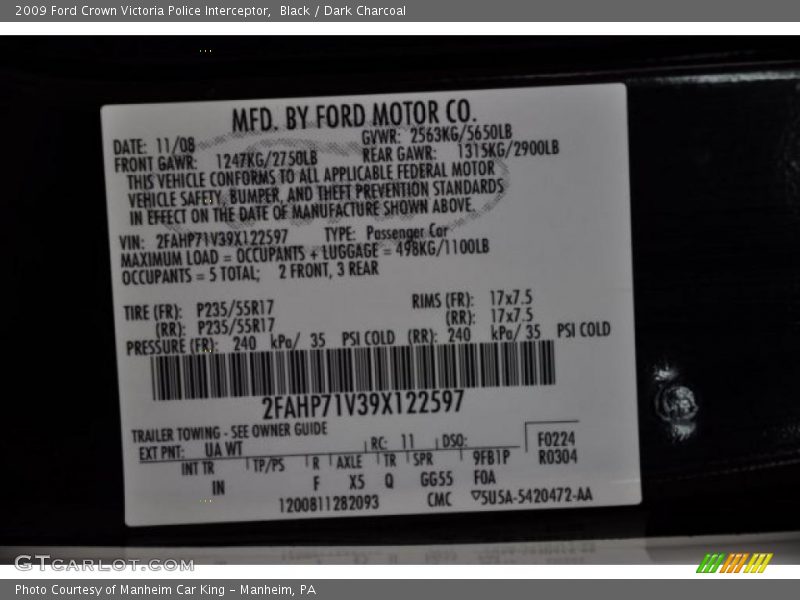 2009 Ford Crown Victoria Police Interceptor,  Black / Dark Charcoal
MFD. BY FORD MOTOR CO.
DATE: 11/08 GVWR: 2563KG/5650LB
FRONT GAWR: 1247KG/2750LB REAR GAWR: 1315KG/2900LB
THIS VEHICLE CONFORMS TO ALL APPLICABLE FEDERAL MOTOR
VEHICLE SAFETY, BUMPER, AND THEFT PREVENTION STANDARDS
IN EFFECT ON THE DATE OF MANUFACTURE SHOWN ABOVE.
VIN: 2FAHP71V39X122597 TYPE: Passenger Car
MAXIMUM LOAD = OCCUPANTS + LUGGAGE = 498KG/1100LB
OCCUPANTS = 5 TOTAL; 2 FRONT, 3 REAR
TIRE (FR): P235/55R17 RIMS (FR): 17x7.5
(RR): P235/55R17 (RR): 17x7.5
PRESSURE (FR): 240 kPa/ 35 PSI COLD (RR): 240 kPa/ 35 PSI COLD
2FAHP71V39X122597
TRAILER TOWING - SEE OWNER GUIDE
EXT PNT: UA WT RC: 11 DSO: F0224
INT TR TP/PS R AXLE TR SPR 9FB1P R0304
IN F X5 Q GG55 F0A
1200811282093 CMC 5U5A-5420472-AA
GTCARLOT.COM
Photo Courtesy of Manheim Car King - Manheim, PA